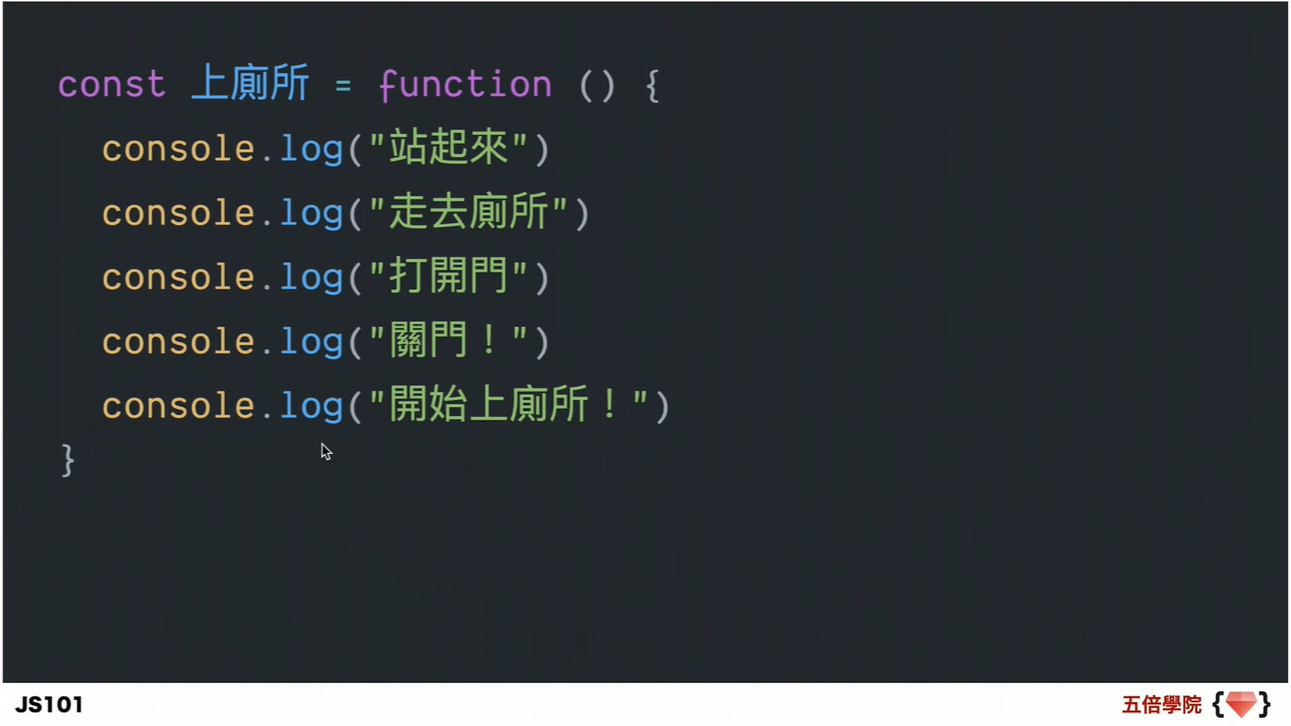 const 上廁所 = function () {
  console.log("站起來")
  console.log("走去廁所")
  console.log("打開門")
  console.log("關門！")
  console.log("開始上廁所！")
}
JS101
五倍學院 { }